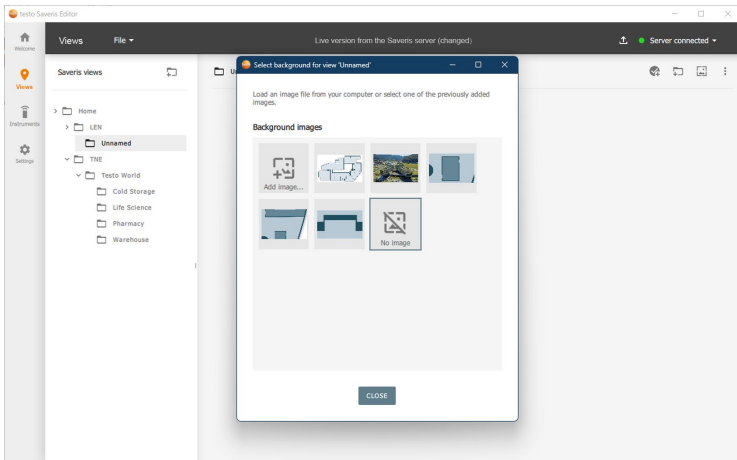 testo Saveris Editor
Welcome
Views
File
Live version from the Saveris server (changed)
Server connected
Views
Instruments
Settings
Saveris views
Home
LEN
Unnamed
TNE
Testo World
Cold Storage
Life Science
Pharmacy
Warehouse
Select background for view 'Unnamed'
Load an image file from your computer or select one of the previously added
images.
Background images
Add image...
No image
CLOSE